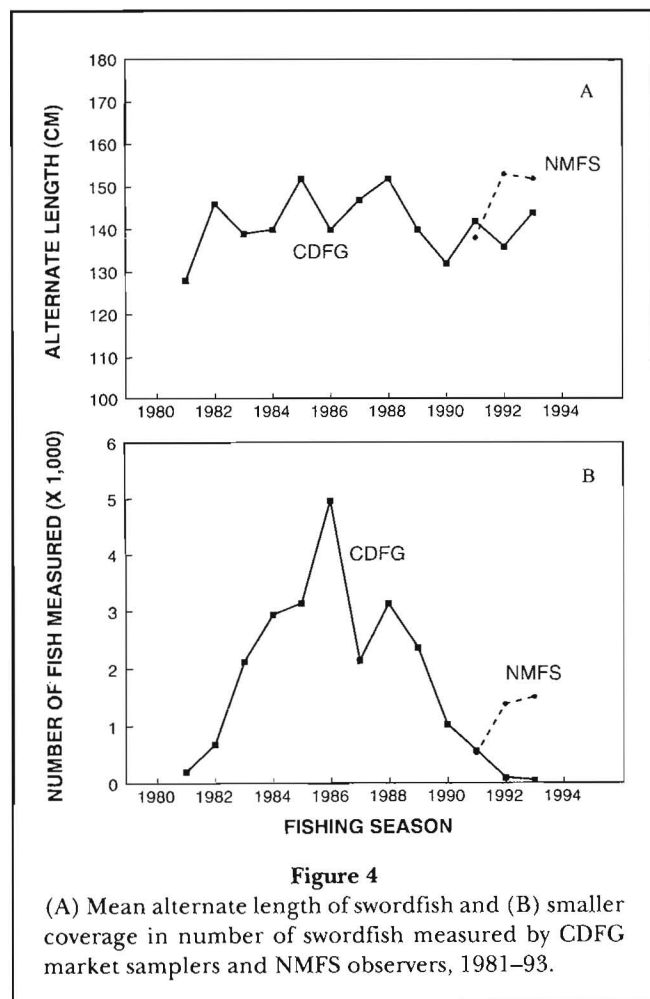 A
ALTERNATE LENGTH (CM)
180
170
160
150
140
130
120
110
100
NMFS
CDFG
1980 1982 1984 1986 1988 1990 1992 1994
B
NUMBER OF FISH MEASURED (X 1,000)
6
5
4
3
2
1
0
CDFG
NMFS
1980 1982 1984 1986 1988 1990 1992 1994
FISHING SEASON
Figure 4
(A) Mean alternate length of swordfish and (B) smaller
coverage in number of swordfish measured by CDFG
market samplers and NMFS observers, 1981–93.